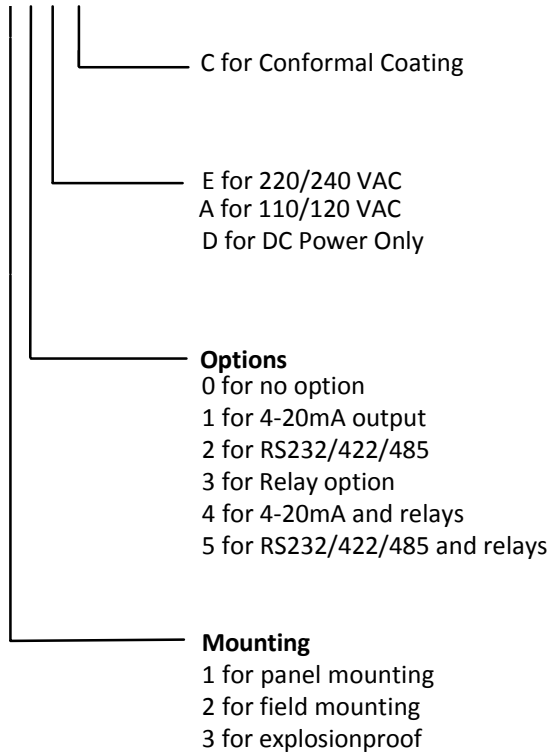 C for Conformal Coating
E for 220/240 VAC
A for 110/120 VAC
D for DC Power Only
Options
0 for no option
1 for 4-20mA output
2 for RS232/422/485
3 for Relay option
4 for 4-20mA and relays
5 for RS232/422/485 and relays
Mounting
1 for panel mounting
2 for field mounting
3 for explosionproof